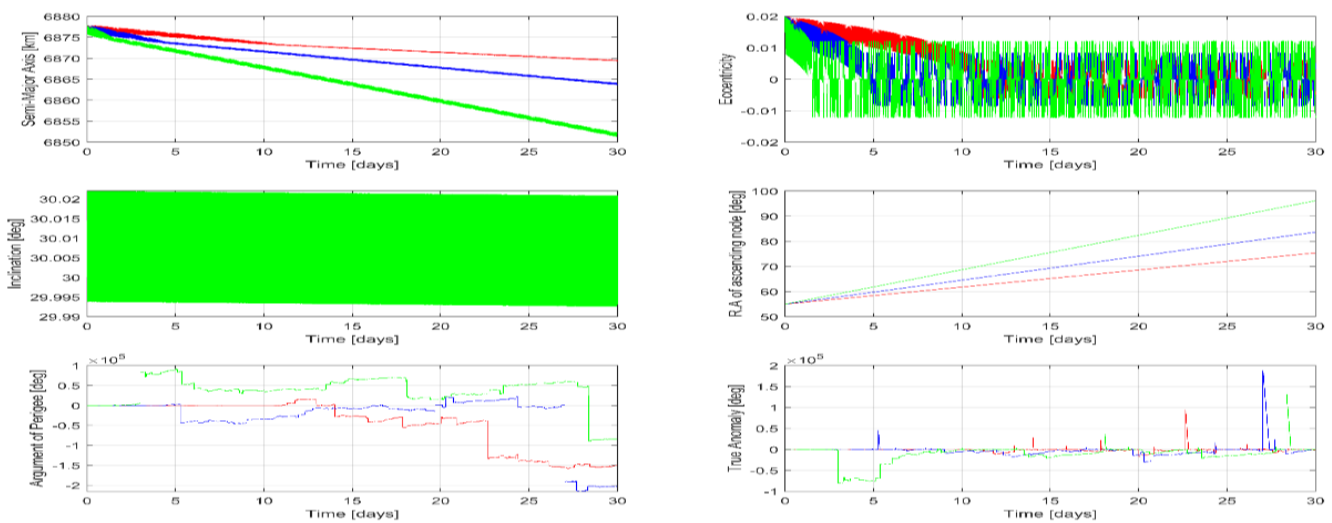 Semi-Major Axis [km]
6880
6875
6870
6865
6860
6855
6850
0 5 10 15 20 25 30
Time [days]
Eccentricity
0.02
0.01
0
-0.01
-0.02
0 5 10 15 20 25 30
Time [days]
Inclination [deg]
30.02
30.015
30.01
30.005
30
29.995
29.99
0 5 10 15 20 25 30
Time [days]
R.A of ascending node [deg]
100
90
80
70
60
50
0 5 10 15 20 25 30
Time [days]
Argument of Perigee [deg]
× 10^5
1
0.5
0
-0.5
-1
-1.5
-2
0 5 10 15 20 25 30
Time [days]
True Anomaly [deg]
× 10^5
2
1.5
1
0.5
0
-0.5
-1
0 5 10 15 20 25 30
Time [days]